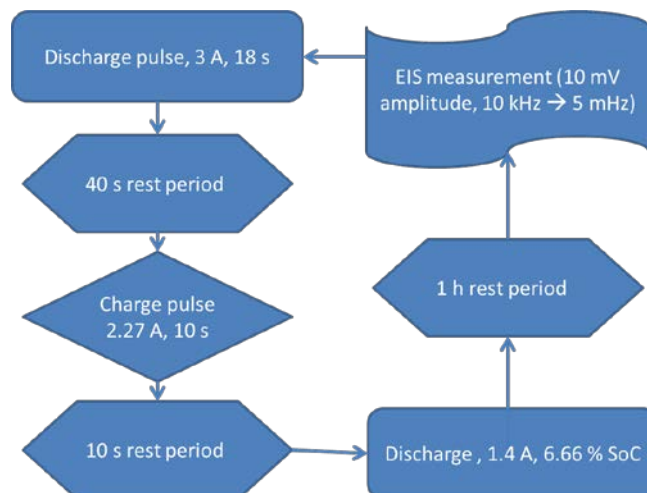 Discharge pulse, 3 A, 18 s
40 s rest period
Charge pulse
2.27 A, 10 s
10 s rest period
Discharge , 1.4 A, 6.66 % SoC
1 h rest period
EIS measurement (10 mV
amplitude, 10 kHz → 5 mHz)